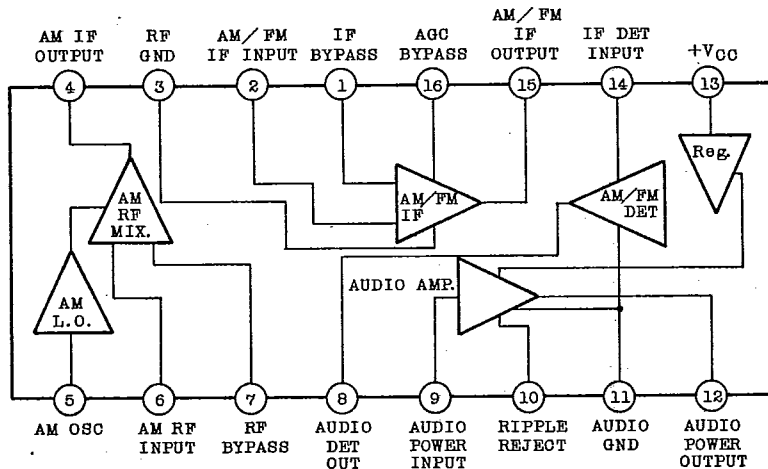 AM IF
OUTPUT
RF
GND
AM/FM
IF INPUT
IF
BYPASS
AGC
BYPASS
AM/FM
IF
OUTPUT
IF DET
INPUT
+VCC
4
3
2
1
16
15
14
13
AM
RF
MIX.
AM/FM
IF
AM/FM
DET
Reg.
AM
L.O.
AUDIO AMP.
5
6
7
8
9
10
11
12
AM OSC
AM RF
INPUT
RF
BYPASS
AUDIO
DET
OUT
AUDIO
POWER
INPUT
RIPPLE
REJECT
AUDIO
GND
AUDIO
POWER
OUTPUT